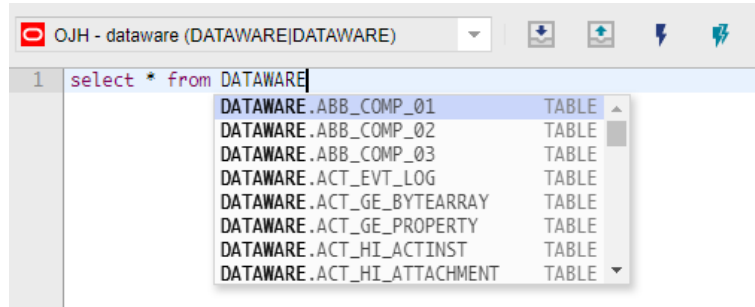 OJH - dataware (DATAWARE|DATAWARE)
1 select * from DATAWARE
DATAWARE.ABB_COMP_01 TABLE
DATAWARE.ABB_COMP_02 TABLE
DATAWARE.ABB_COMP_03 TABLE
DATAWARE.ACT_EVT_LOG TABLE
DATAWARE.ACT_GE_BYTEARRAY TABLE
DATAWARE.ACT_GE_PROPERTY TABLE
DATAWARE.ACT_HI_ACTINST TABLE
DATAWARE.ACT_HI_ATTACHMENT TABLE